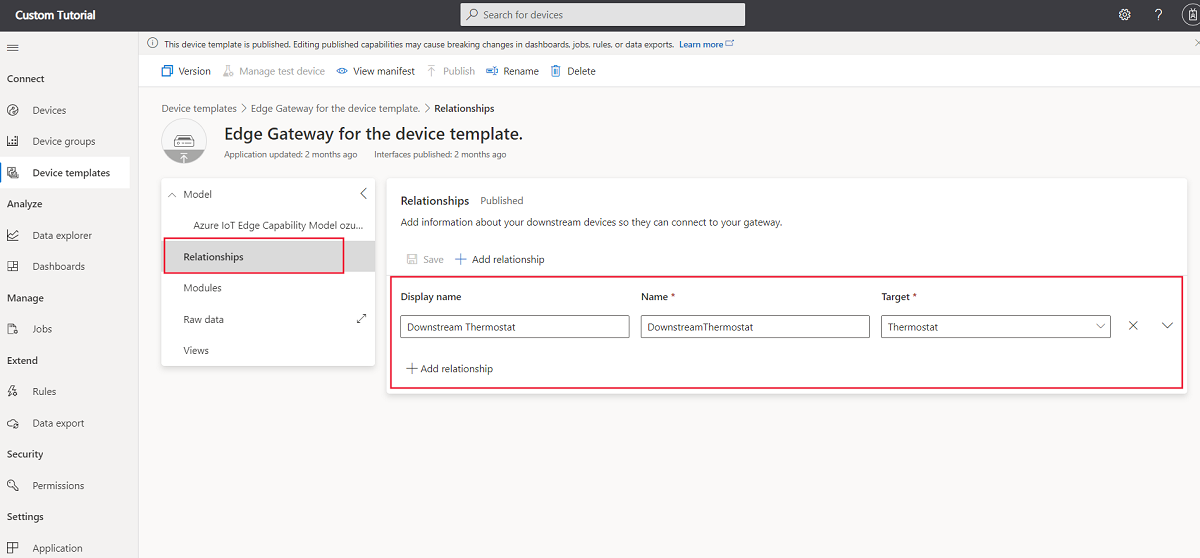 Custom Tutorial
Search for devices
?
This device template is published. Editing published capabilities may cause breaking changes in dashboards, jobs, rules, or data exports. Learn more
Version
Manage test device
View manifest
Publish
Rename
Delete
Connect
Devices
Device groups
Device templates
Analyze
Data explorer
Dashboards
Manage
Jobs
Extend
Rules
Data export
Security
Permissions
Settings
Application
Device templates > Edge Gateway for the device template. > Relationships
Edge Gateway for the device template.
Application updated: 2 months ago Interfaces published: 2 months ago
Model
Azure IoT Edge Capability Model ozu...
Relationships
Modules
Raw data
Views
Relationships Published
Add information about your downstream devices so they can connect to your gateway.
Save + Add relationship
Display name Name * Target *
Downstream Thermostat DownstreamThermostat Thermostat
+ Add relationship